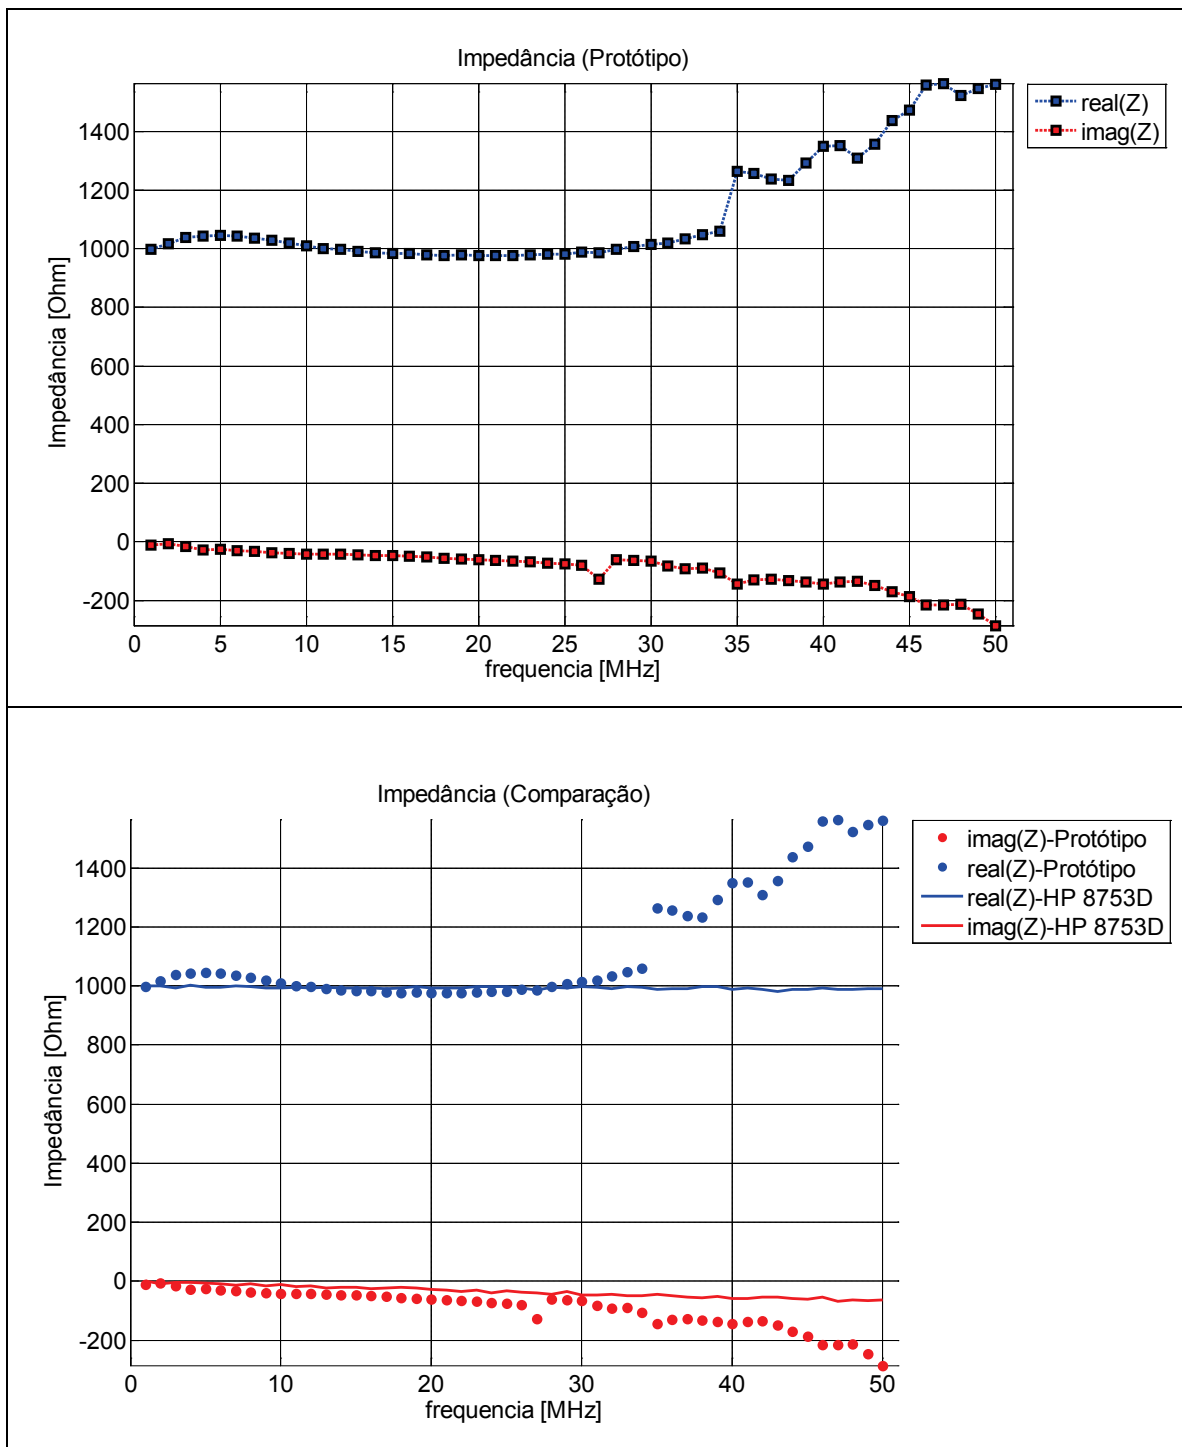 Impedância (Protótipo)
real(Z)
imag(Z)
1400
1200
1000
800
600
400
200
0
-200
Impedância [Ohm]
0 5 10 15 20 25 30 35 40 45 50
frequencia [MHz]
Impedância (Comparação)
imag(Z)-Protótipo
real(Z)-Protótipo
real(Z)-HP 8753D
imag(Z)-HP 8753D
1400
1200
1000
800
600
400
200
0
-200
Impedância [Ohm]
0 10 20 30 40 50
frequencia [MHz]